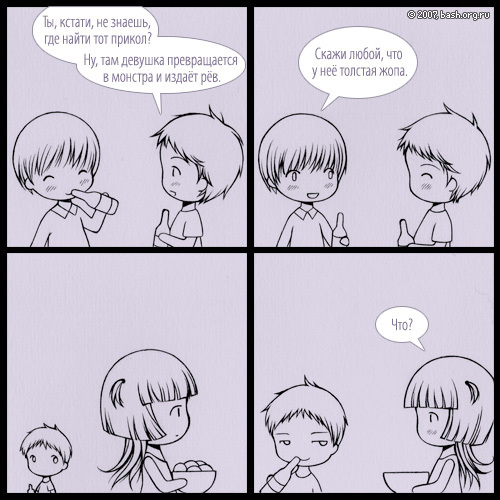 © 2007, bash.org.ru
Ты, кстати, не знаешь,
где найти тот прикол?
Ну, там девушка превращается
в монстра и издаёт рёв.
Скажи любой, что
у неё толстая жопа.
Что?